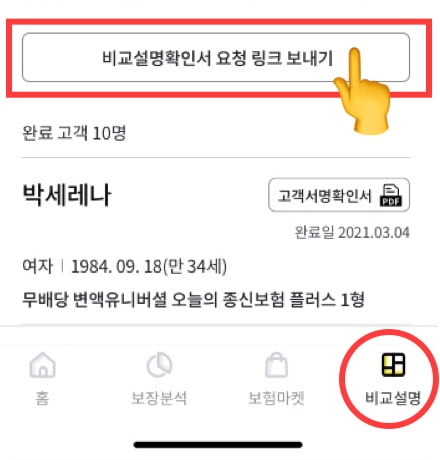 비교설명확인서 요청 링크 보내기
완료 고객 10명
박세레나
고객서명확인서 PDF
완료일 2021.03.04
여자 | 1984. 09. 18(만 34세)
무배당 변액유니버셜 오늘의 종신보험 플러스 1형
홈 보장분석 보험마켓 비교설명